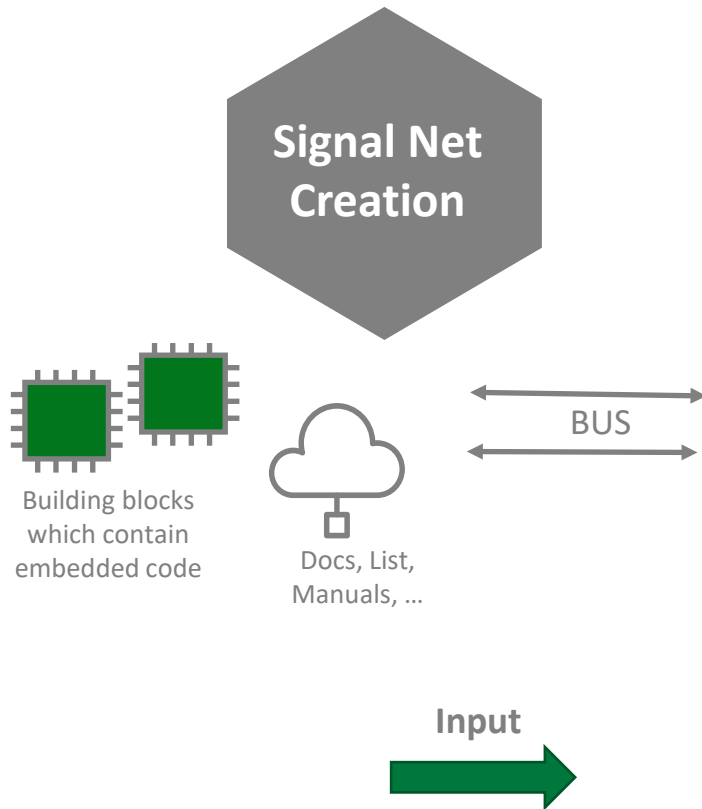 Signal Net
Creation
BUS
Building blocks
which contain
embedded code
Docs, List,
Manuals, …
Input